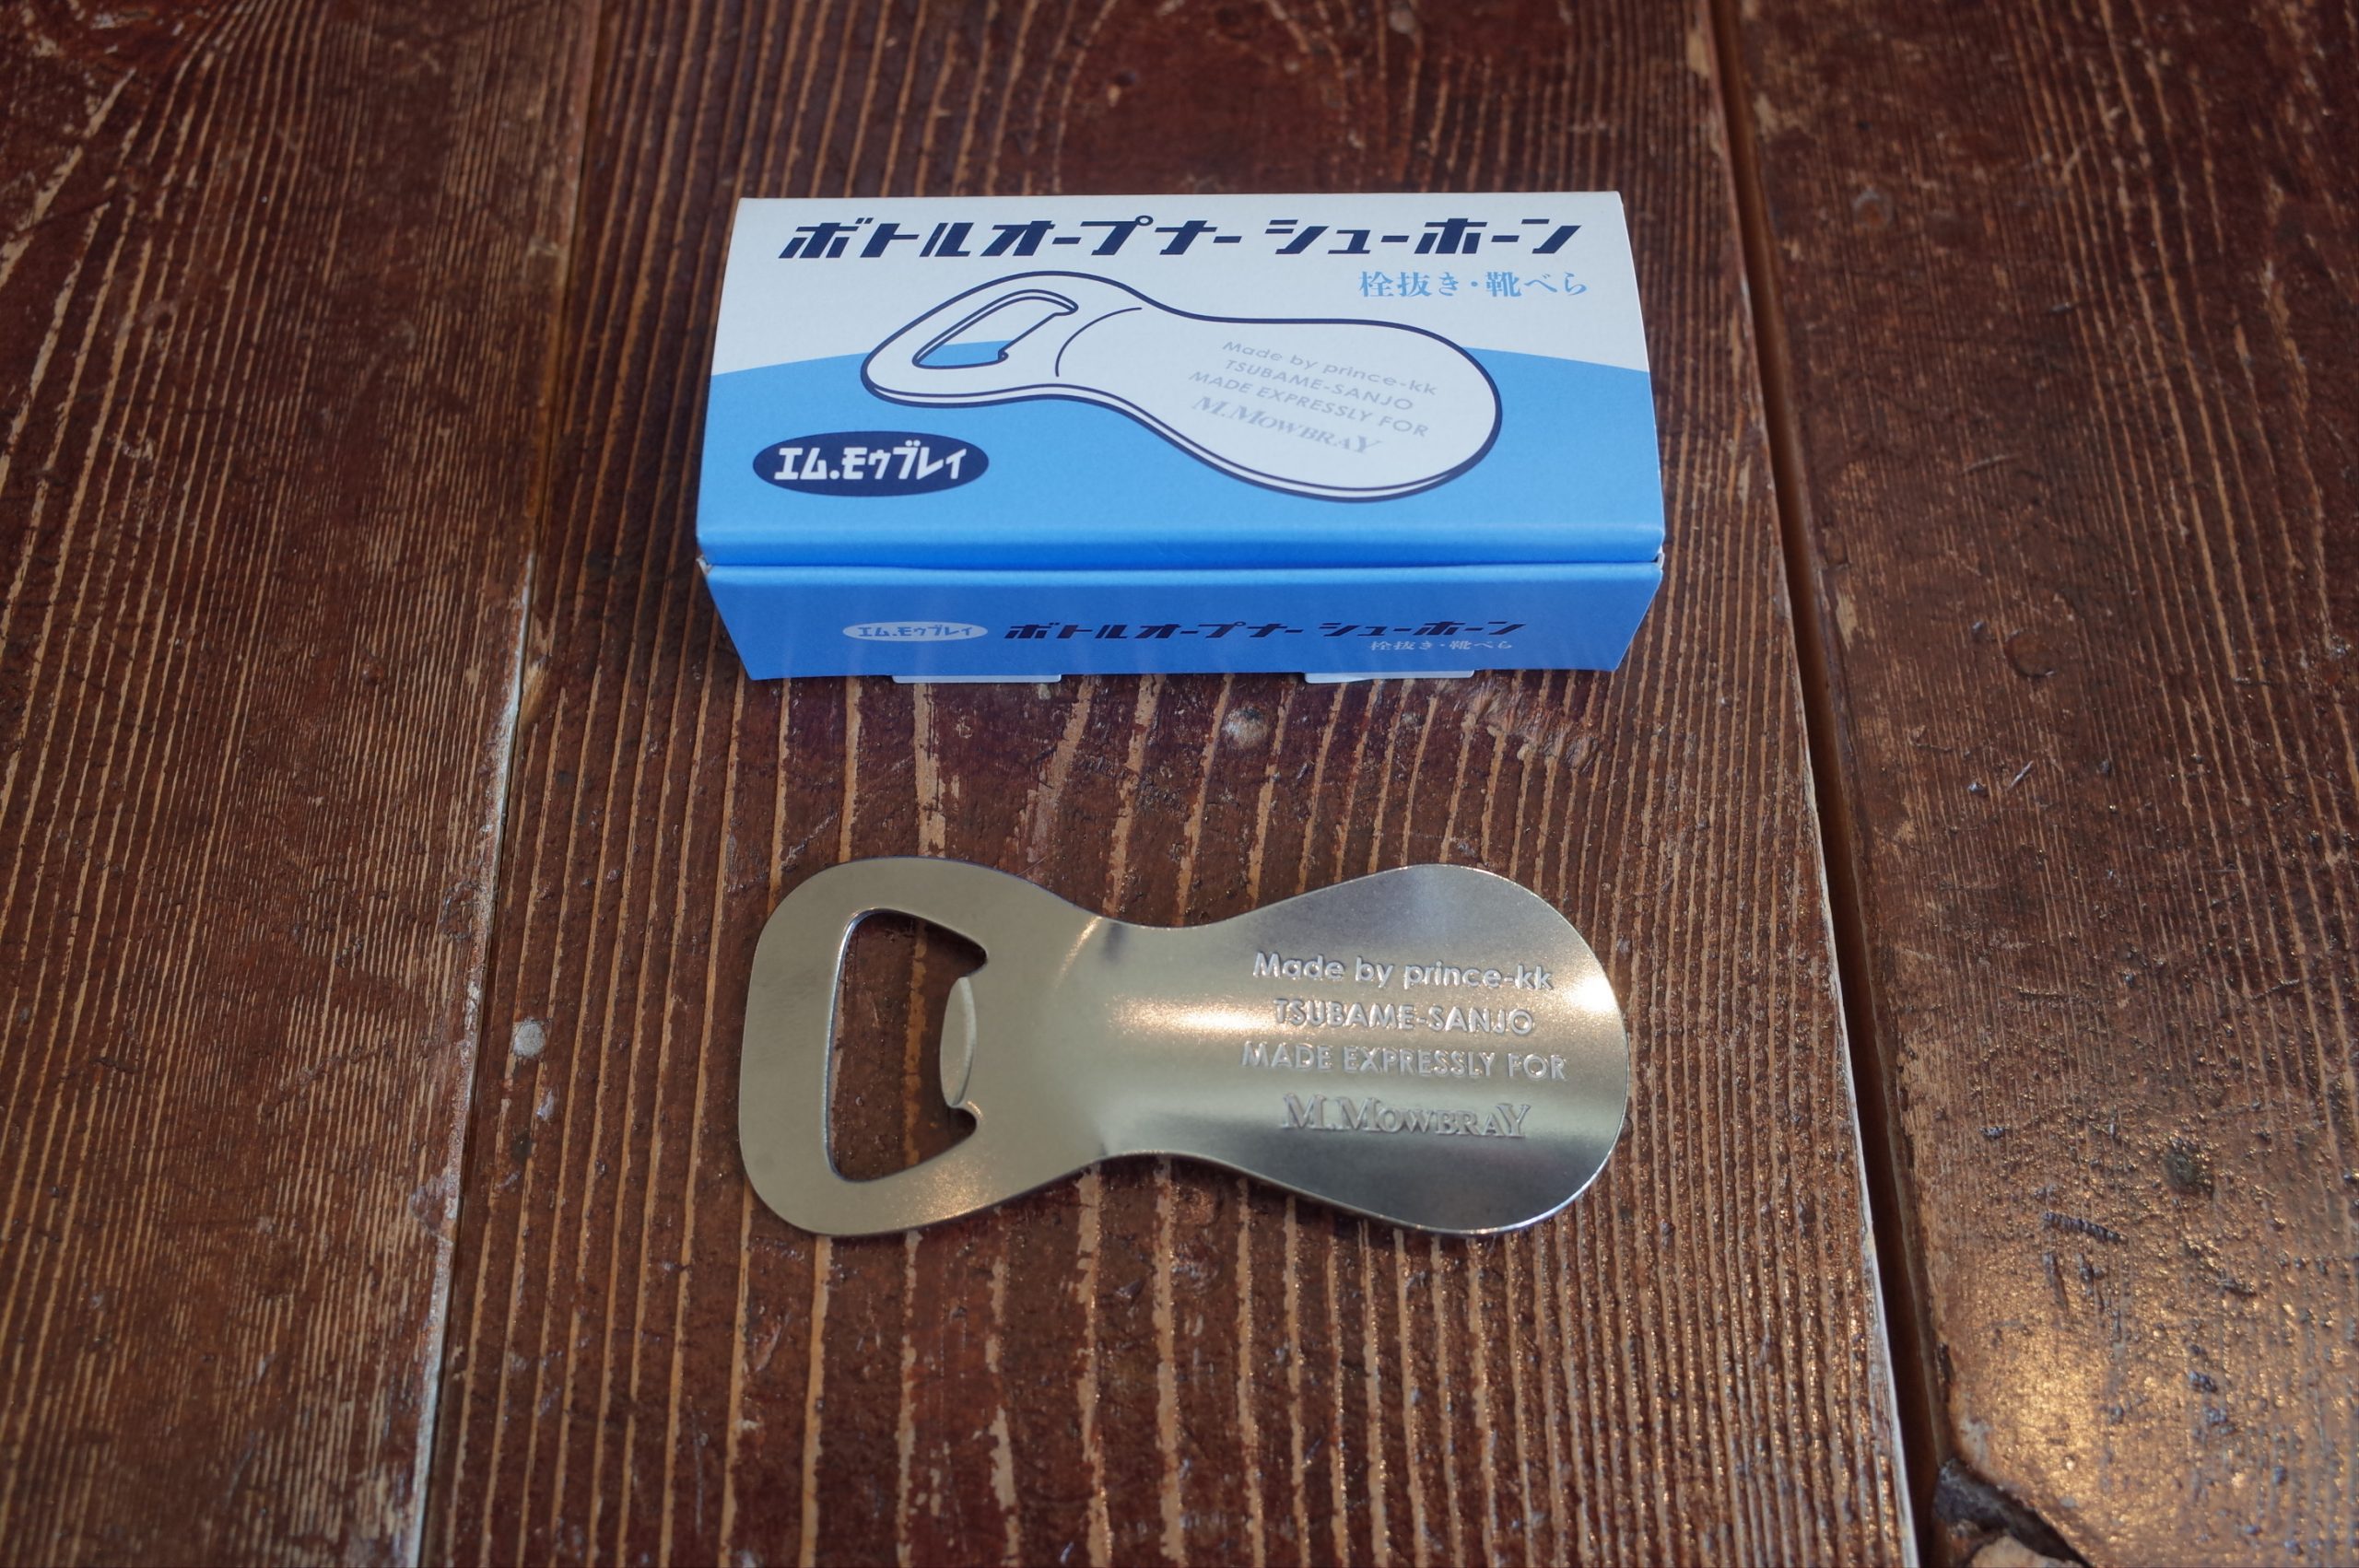 ボトルオープナー シューホーン
栓抜き・靴べら
Made by prince-kk
TSUBAME-SANJO
MADE EXPRESSLY FOR
M.MOWBRAY
エム.モゥブレィ
エム.モゥブレィ ボトルオープナー シューホーン
栓抜き・靴べら
Made by prince-kk
TSUBAME-SANJO
MADE EXPRESSLY FOR
M.MOWBRAY